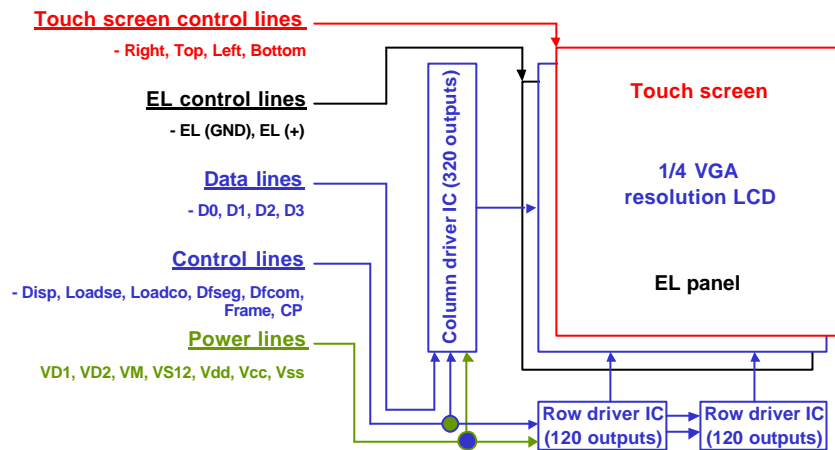 Touch screen control lines
- Right, Top, Left, Bottom
EL control lines
- EL (GND), EL (+)
Data lines
- D0, D1, D2, D3
Control lines
- Disp, Loadse, Loadco, Dfseg, Dfcom,
Frame, CP
Power lines
VD1, VD2, VM, VS12, Vdd, Vcc, Vss
Column driver IC (320 outputs)
Touch screen
1/4 VGA
resolution LCD
EL panel
Row driver IC
(120 outputs)
Row driver IC
(120 outputs)